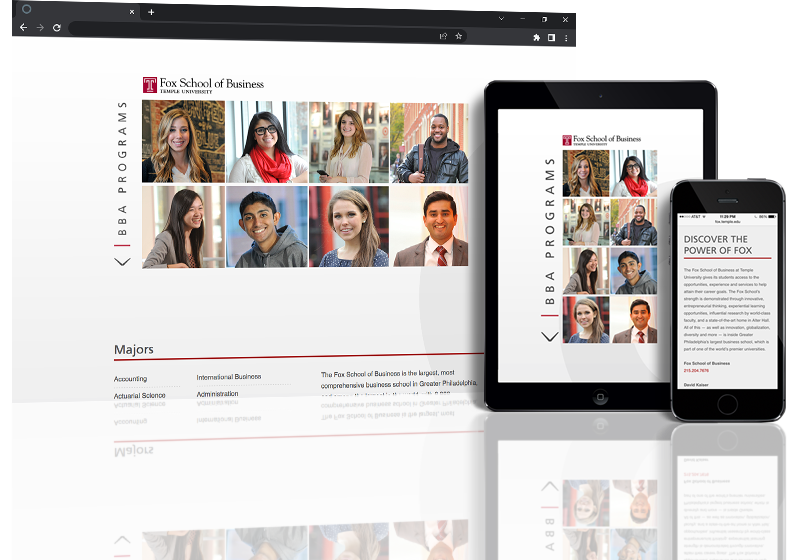 Fox School of Business
TEMPLE UNIVERSITY
BBA PROGRAMS
Majors
Accounting
International Business
Actuarial Science
Administration
The Fox School of Business is the largest, most
comprehensive business school in Greater Philadelphia,
Fox School of Business
TEMPLE UNIVERSITY
BBA PROGRAMS
AT&T
11:29 PM
86%
fox.temple.edu
DISCOVER THE
POWER OF FOX
The Fox School of Business at Temple
University gives its students access to the
opportunities, experience and services to help
attain their career goals. The Fox School's
strength is demonstrated through innovative,
entrepreneurial thinking, experiential learning
opportunities, influential research by world-class
faculty, and a state-of-the-art home in Alter Hall.
All of this — as well as innovation, globalization,
diversity and more — is inside Greater
Philadelphia's largest business school, which is
part of one of the world's premier universities.
Fox School of Business
215.204.7676
David Kaiser